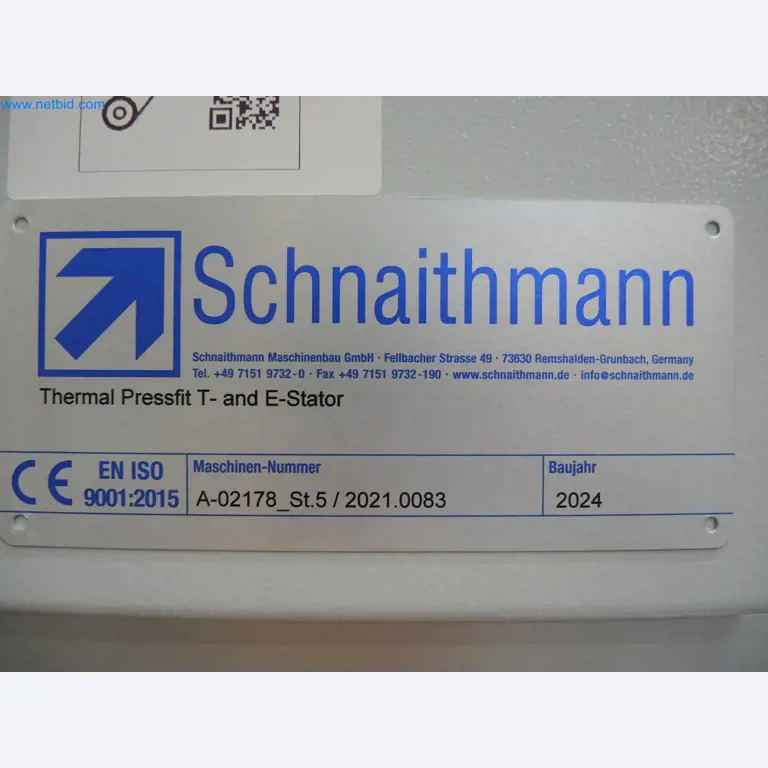 www.netbid.com
Schnaithmann
Schnaithmann Maschinenbau GmbH · Fellbacher Strasse 49 · 73630 Remshalden-Grunbach, Germany
Tel. +49 7151 9732-0 · Fax +49 7151 9732-190 · www.schnaithmann.de · info@schnaithmann.de
Thermal Pressfit T- and E-Stator
CE EN ISO 9001:2015
Maschinen-Nummer
A-02178_St.5 / 2021.0083
Baujahr
2024